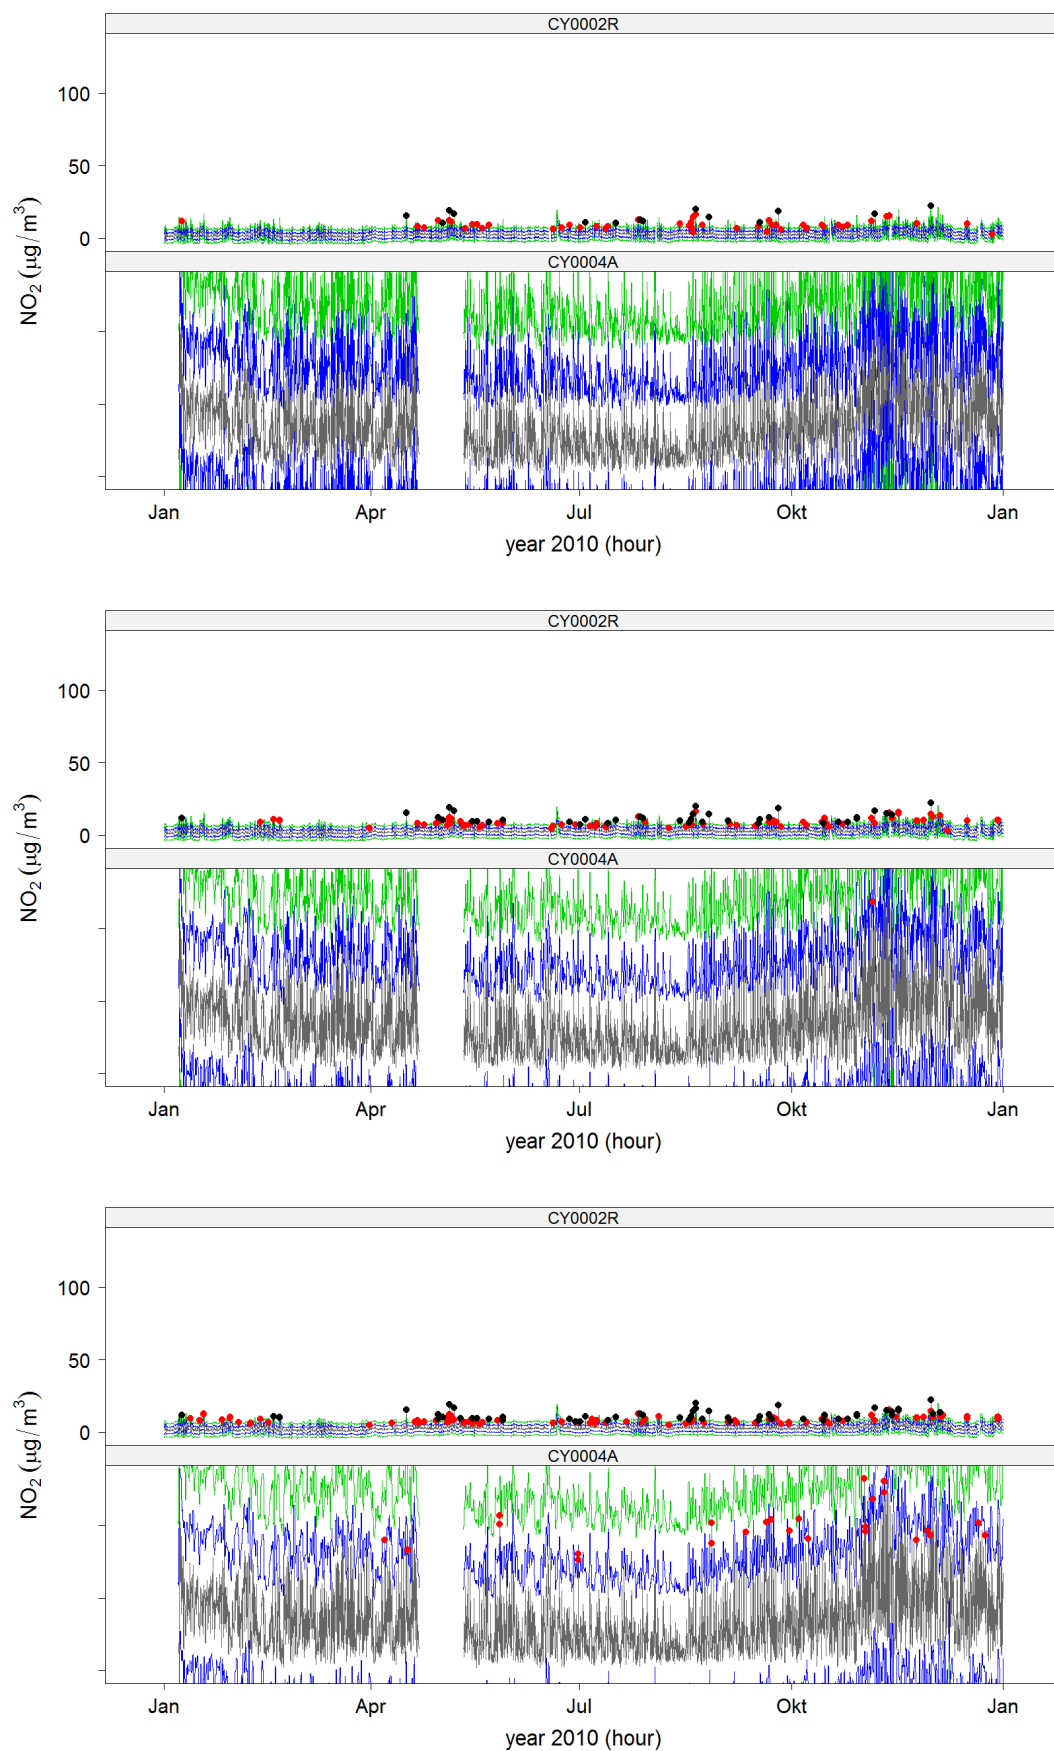 CY0002R
100
50
0
NO₂ (µg/m³)
CY0004A
Jan Apr Jul Okt Jan
year 2010 (hour)
CY0002R
100
50
0
NO₂ (µg/m³)
CY0004A
Jan Apr Jul Okt Jan
year 2010 (hour)
CY0002R
100
50
0
NO₂ (µg/m³)
CY0004A
Jan Apr Jul Okt Jan
year 2010 (hour)